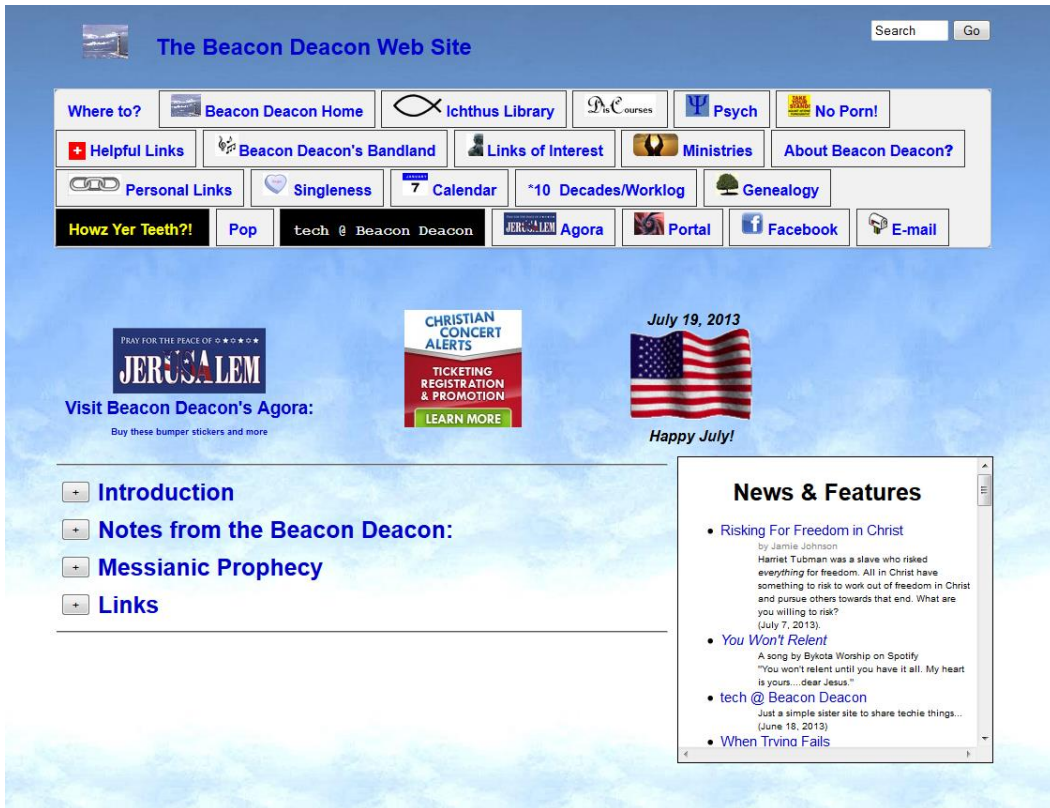 The Beacon Deacon Web Site
Search Go
Where to? Beacon Deacon Home Ichthus Library DisCourses Psych TAKE YOUR STAND! No Porn!
Helpful Links Beacon Deacon's Bandland Links of Interest Ministries About Beacon Deacon?
Personal Links Singleness 7 Calendar *10 Decades/Worklog Genealogy
Howz Yer Teeth?! Pop tech @ Beacon Deacon JERUSALEM Agora Portal Facebook E-mail
PRAY FOR THE PEACE OF
JERUSALEM
Visit Beacon Deacon's Agora:
Buy these bumper stickers and more
CHRISTIAN
CONCERT
ALERTS
TICKETING
REGISTRATION
& PROMOTION
LEARN MORE
July 19, 2013
Happy July!
+ Introduction
+ Notes from the Beacon Deacon:
+ Messianic Prophecy
+ Links
News & Features
• Risking For Freedom in Christ
by Jamie Johnson
Harriet Tubman was a slave who risked
everything for freedom. All in Christ have
something to risk to work out of freedom in Christ
and pursue others towards that end. What are
you willing to risk?
(July 7, 2013).
• You Won't Relent
A song by Bykota Worship on Spotify
"You won't relent until you have it all. My heart
is yours....dear Jesus."
• tech @ Beacon Deacon
Just a simple sister site to share techie things...
(June 18, 2013)
• When Trying Fails